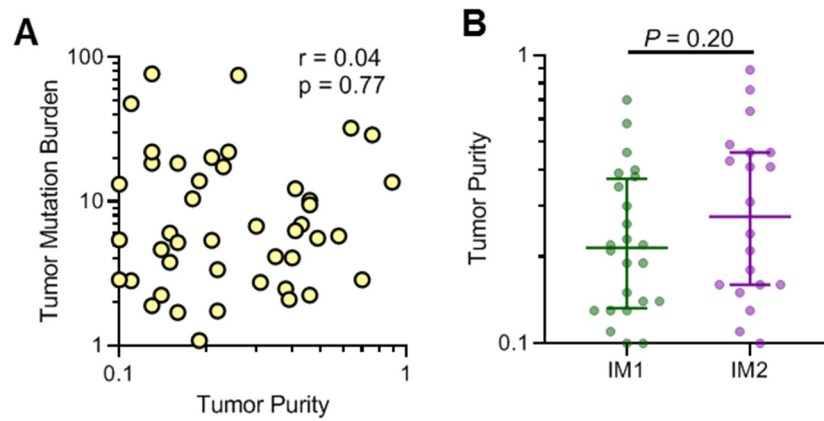 A
B
r = 0.04
p = 0.77
P = 0.20
Tumor Mutation Burden
100
10
1
0.1
1
Tumor Purity
Tumor Purity
1
0.1
IM1
IM2